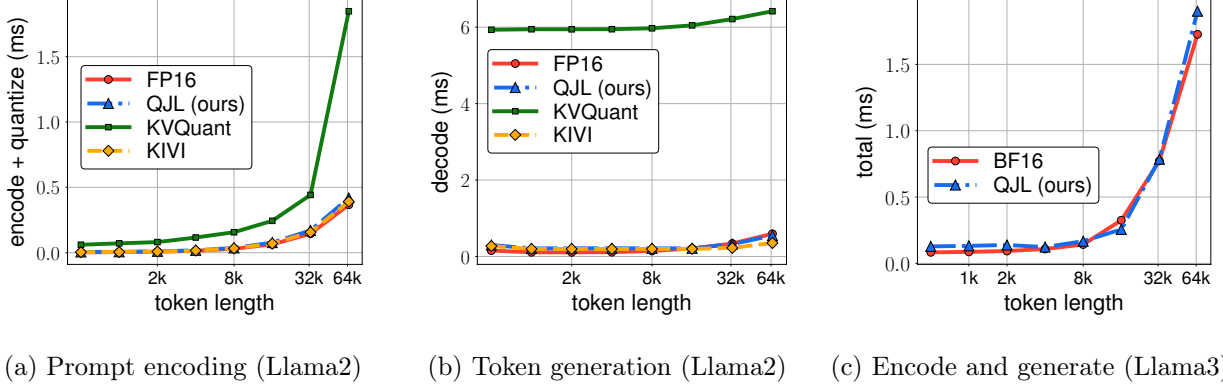 encode + quantize (ms)
1.5
1.0
0.5
0.0
FP16
QJL (ours)
KVQuant
KIVI
2k 8k 32k 64k
token length
(a) Prompt encoding (Llama2)
decode (ms)
6
4
2
0
FP16
QJL (ours)
KVQuant
KIVI
2k 8k 32k 64k
token length
(b) Token generation (Llama2)
total (ms)
1.5
1.0
0.5
0.0
BF16
QJL (ours)
1k 2k 8k 32k 64k
token length
(c) Encode and generate (Llama3)